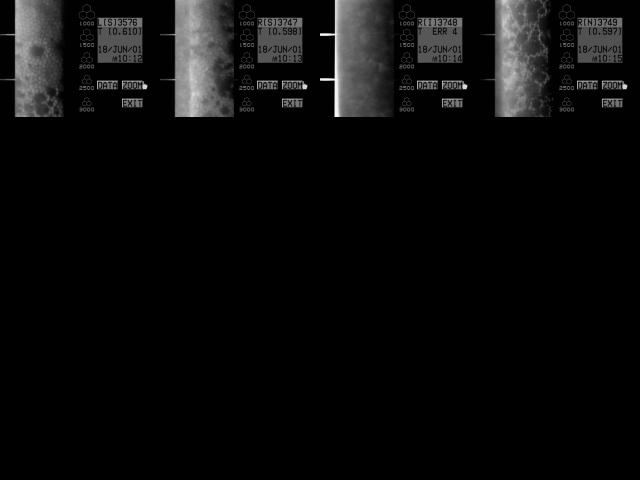 1000
1500
2000
2500
3000
L[S]3576
T [0.610]
18/JUN/01
10:12
DATA ZOOM
EXIT
1000
1500
2000
2500
3000
R[S]3747
T [0.598]
18/JUN/01
10:13
DATA ZOOM
EXIT
1000
1500
2000
2500
3000
R[I]3748
T ERR 4
18/JUN/01
10:14
DATA ZOOM
EXIT
1000
1500
2000
2500
3000
R[N]3749
T [0.597]
18/JUN/01
10:15
DATA ZOOM
EXIT